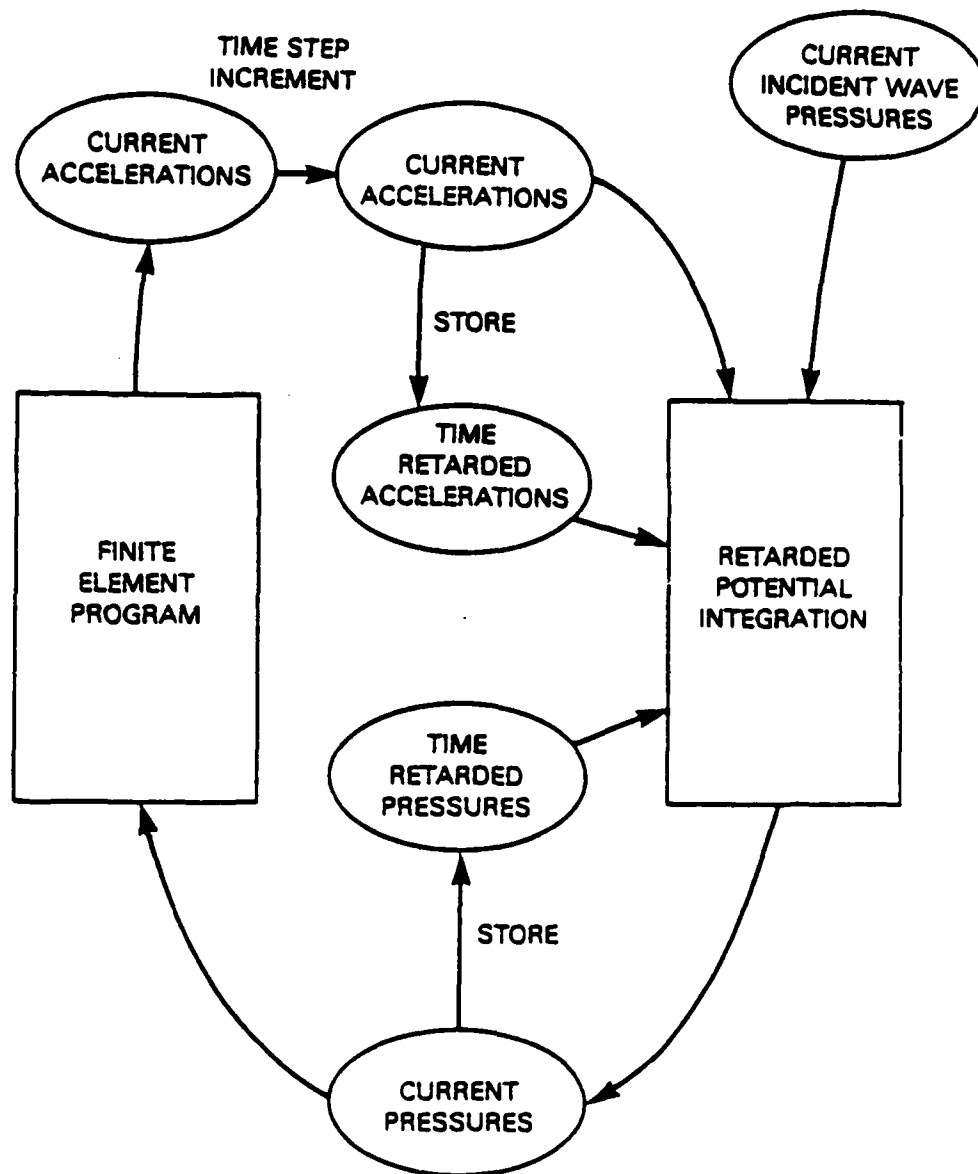 TIME STEP
INCREMENT
CURRENT
INCIDENT WAVE
PRESSURES
CURRENT
ACCELERATIONS
CURRENT
ACCELERATIONS
STORE
TIME
RETARDED
ACCELERATIONS
FINITE
ELEMENT
PROGRAM
RETARDED
POTENTIAL
INTEGRATION
TIME
RETARDED
PRESSURES
STORE
CURRENT
PRESSURES